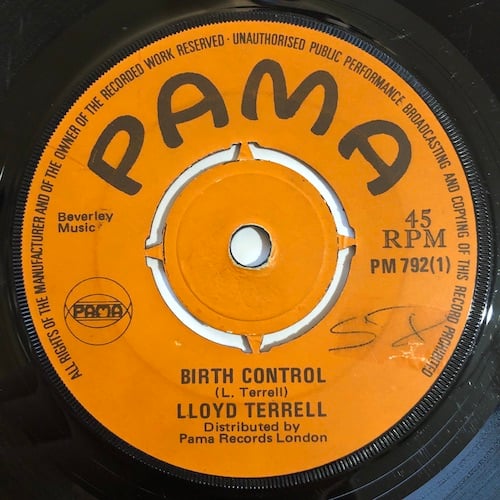 ALL RIGHTS OF THE MANUFACTURER AND OF THE OWNER OF THE RECORDED WORK RESERVED · UNAUTHORISED PUBLIC PERFORMANCE BROADCASTING AND COPYING OF THIS RECORD PROHIBITED
PAMA
Beverley
Music
45
RPM
PM 792(1)
PAMA
BIRTH CONTROL
(L. Terrell)
LLOYD TERRELL
Distributed by
Pama Records London